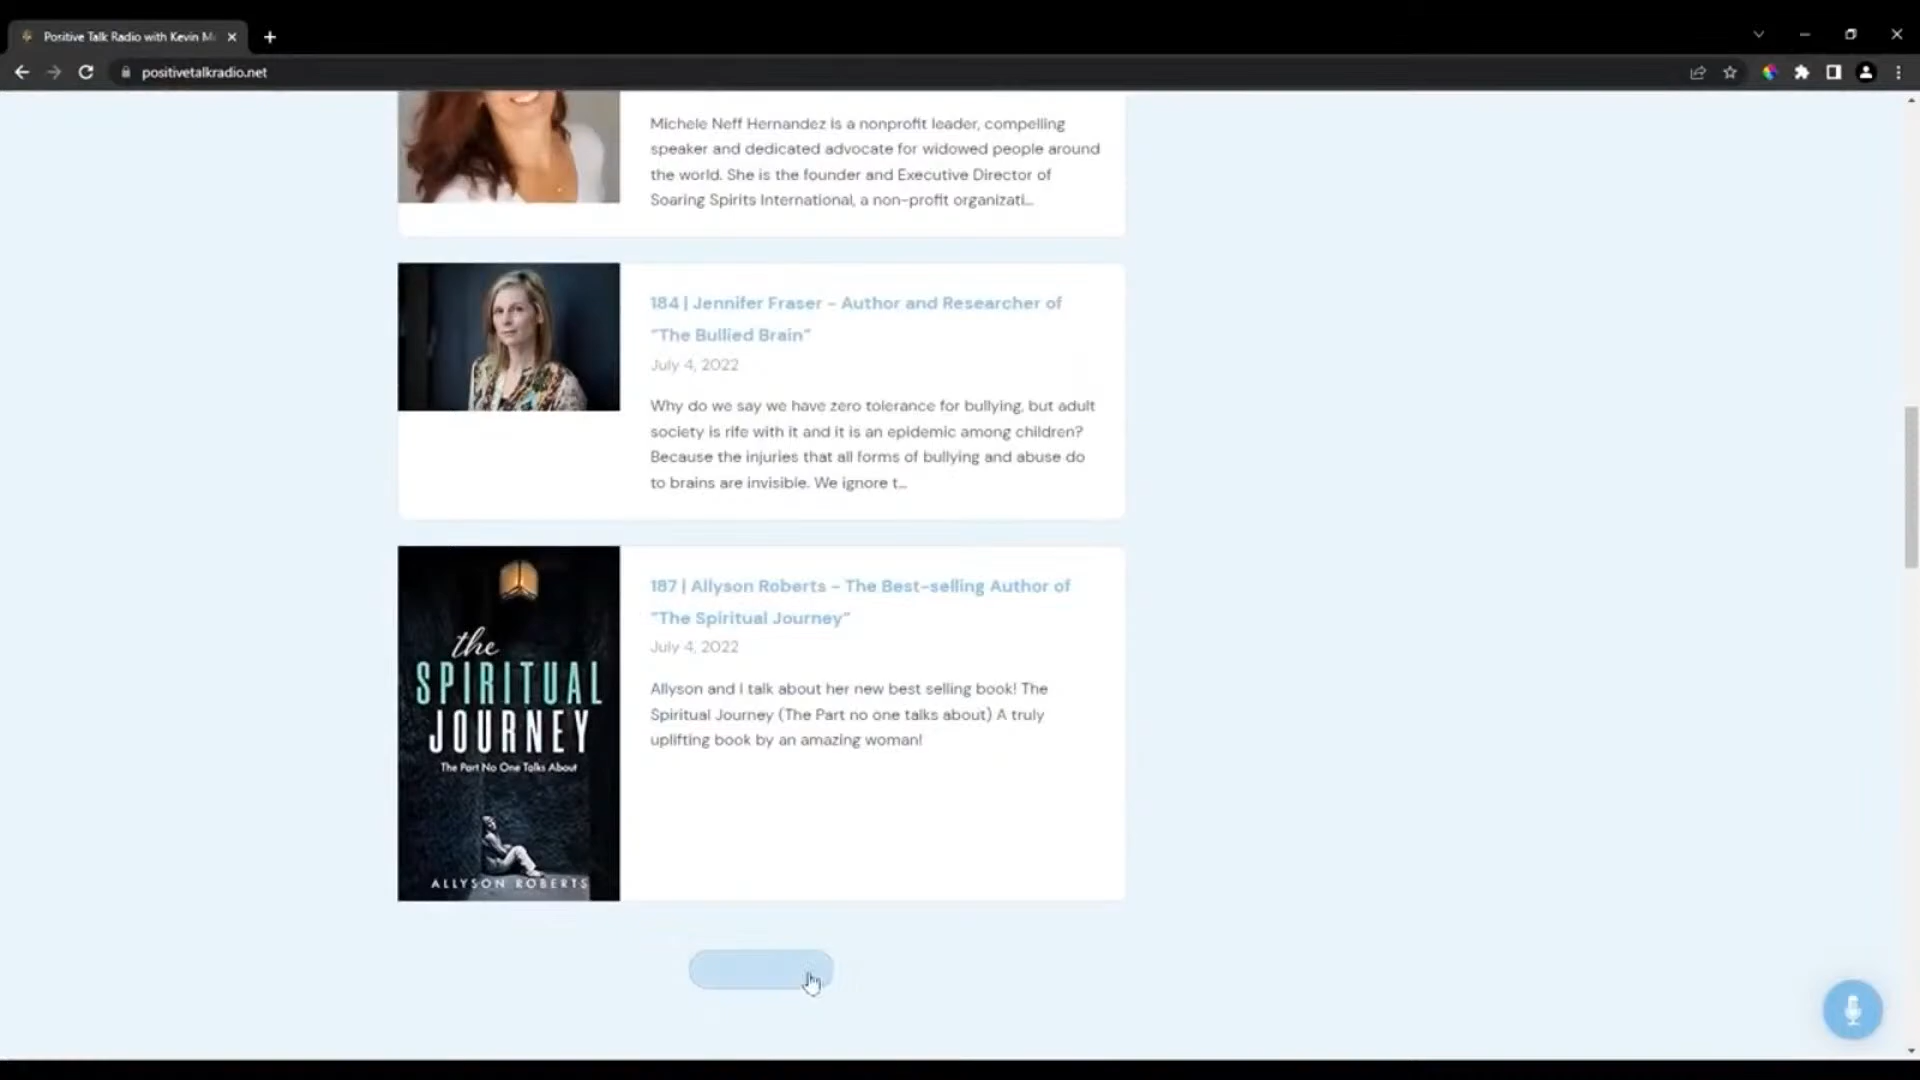 Positive Talk Radio with Kevin M
positivetalkradio.net
Michele Neff Hernandez is a nonprofit leader, compelling
speaker and dedicated advocate for widowed people around
the world. She is the founder and Executive Director of
Soaring Spirits International, a non-profit organizati...
184 | Jennifer Fraser - Author and Researcher of
"The Bullied Brain"
July 4, 2022
Why do we say we have zero tolerance for bullying, but adult
society is rife with it and it is an epidemic among children?
Because the injuries that all forms of bullying and abuse do
to brains are invisible. We ignore t...
the
SPIRITUAL
JOURNEY
The Part No One Talks About
ALLYSON ROBERTS
187 | Allyson Roberts - The Best-selling Author of
"The Spiritual Journey"
July 4, 2022
Allyson and I talk about her new best selling book! The
Spiritual Journey (The Part no one talks about) A truly
uplifting book by an amazing woman!